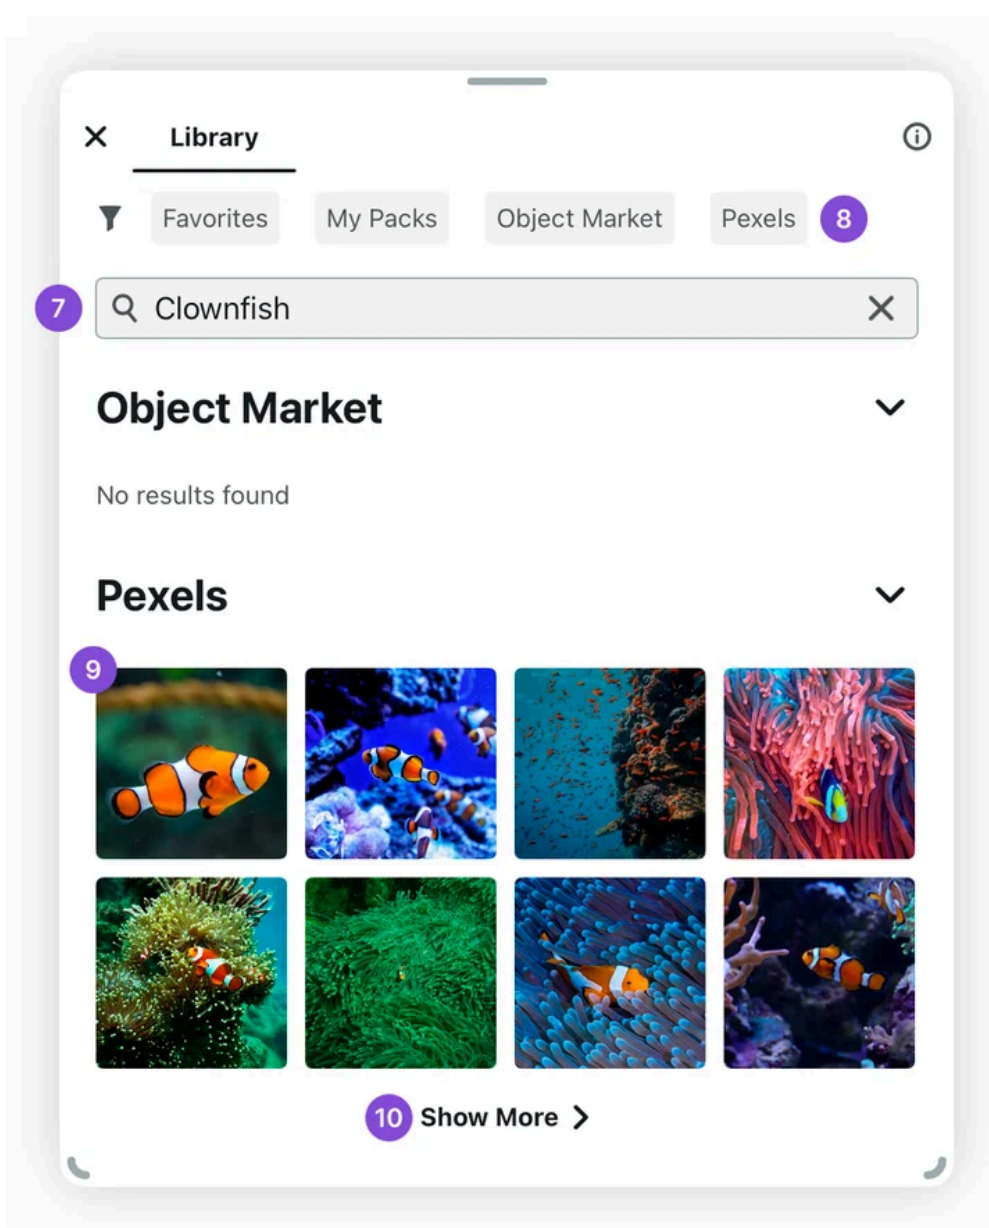 Library
Favorites My Packs Object Market Pexels 8
7 Clownfish
Object Market
No results found
Pexels
9
10 Show More